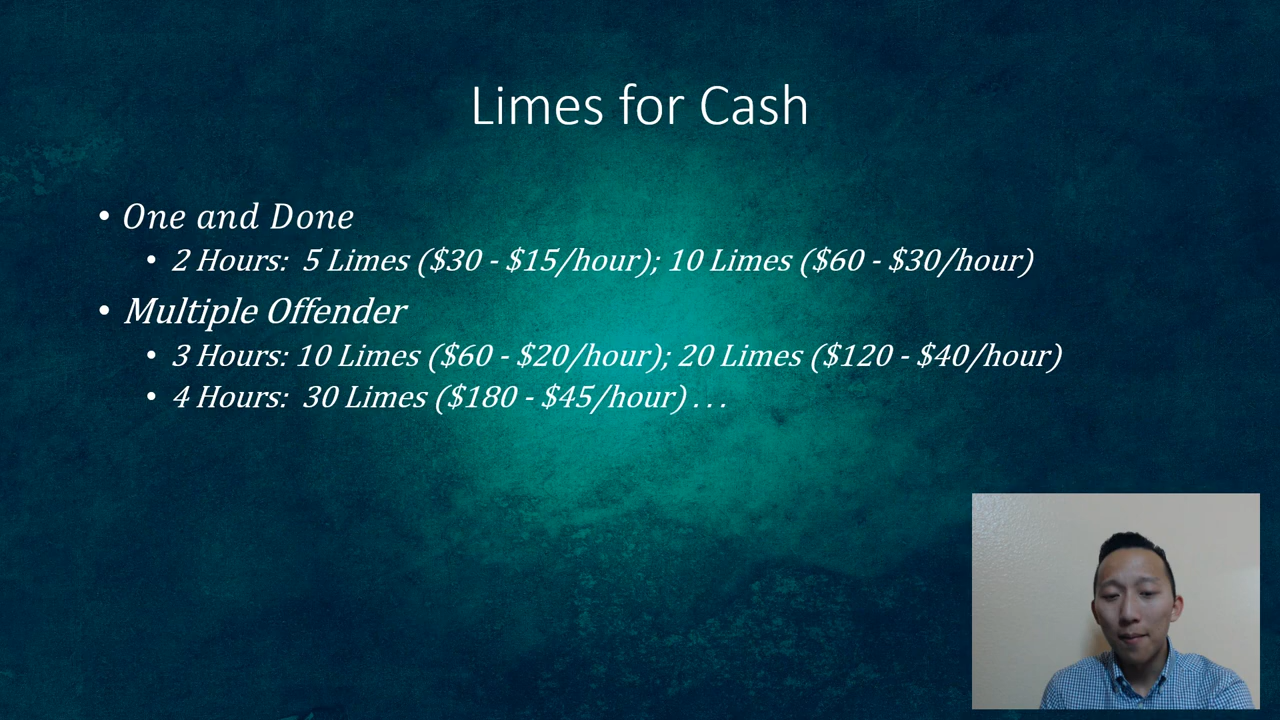 Limes for Cash
• One and Done
• 2 Hours:  5 Limes ($30 - $15/hour); 10 Limes ($60 - $30/hour)
• Multiple Offender
• 3 Hours: 10 Limes ($60 - $20/hour); 20 Limes ($120 - $40/hour)
• 4 Hours:  30 Limes ($180 - $45/hour) . . .